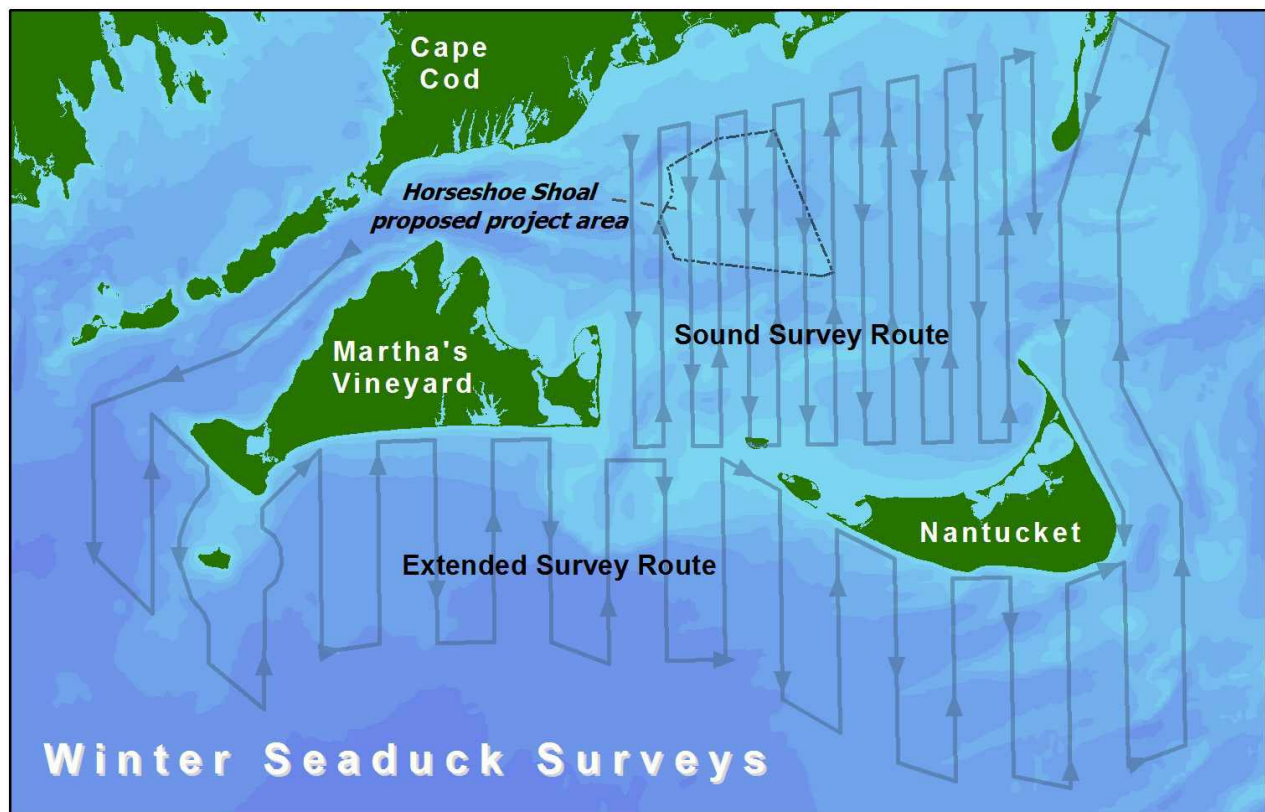 Cape
Cod
Horseshoe Shoal
proposed project area
Sound Survey Route
Martha's
Vineyard
Nantucket
Extended Survey Route
Winter Seaduck Surveys